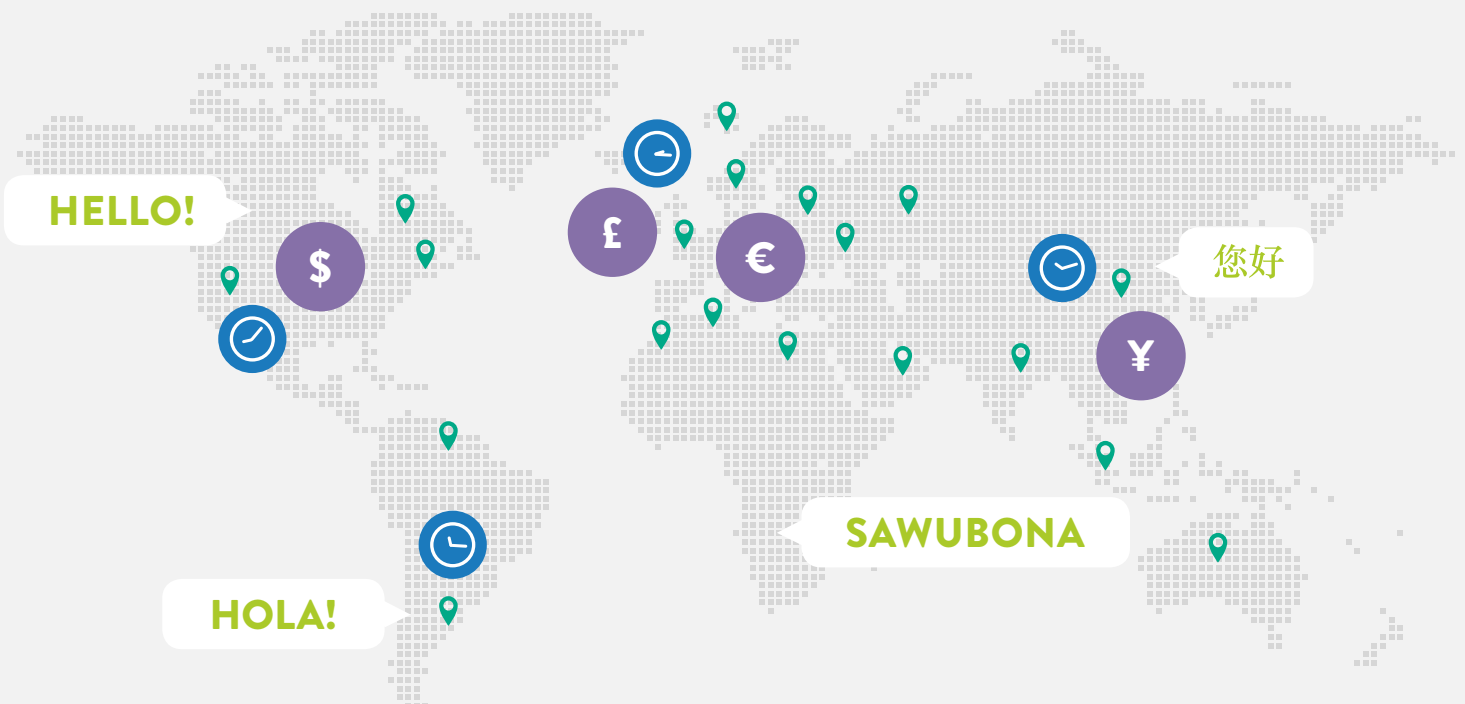 HELLO!
$
£
€
您好
¥
SAWUBONA
HOLA!